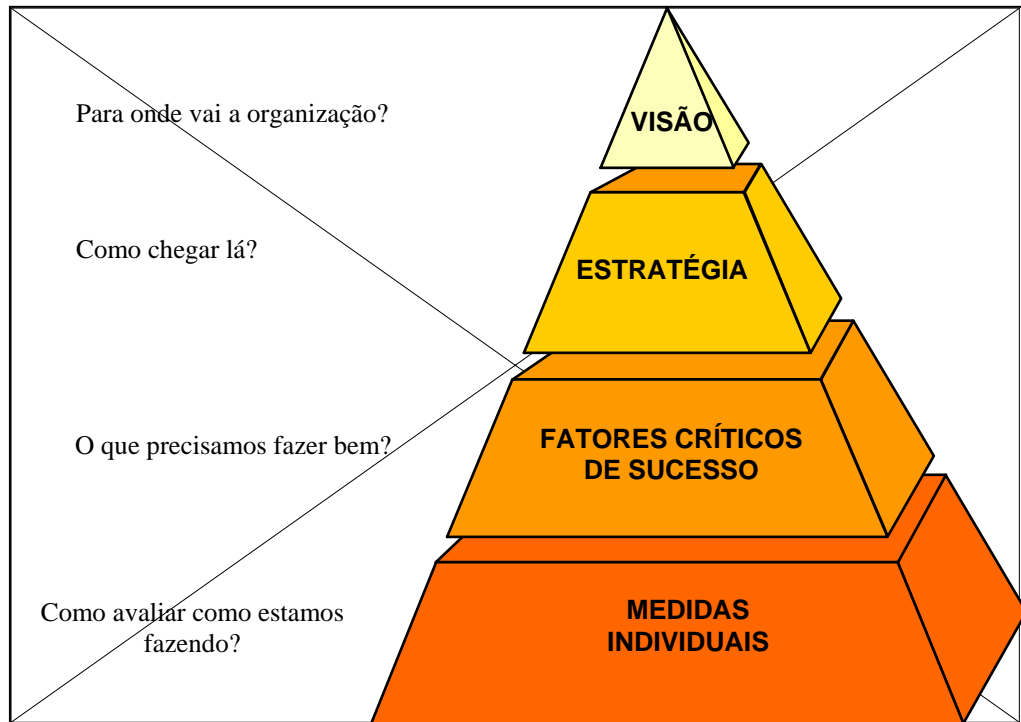 Para onde vai a organização?
VISÃO
Como chegar lá?
ESTRATÉGIA
O que precisamos fazer bem?
FATORES CRÍTICOS
DE SUCESSO
Como avaliar como estamos
fazendo?
MEDIDAS
INDIVIDUAIS